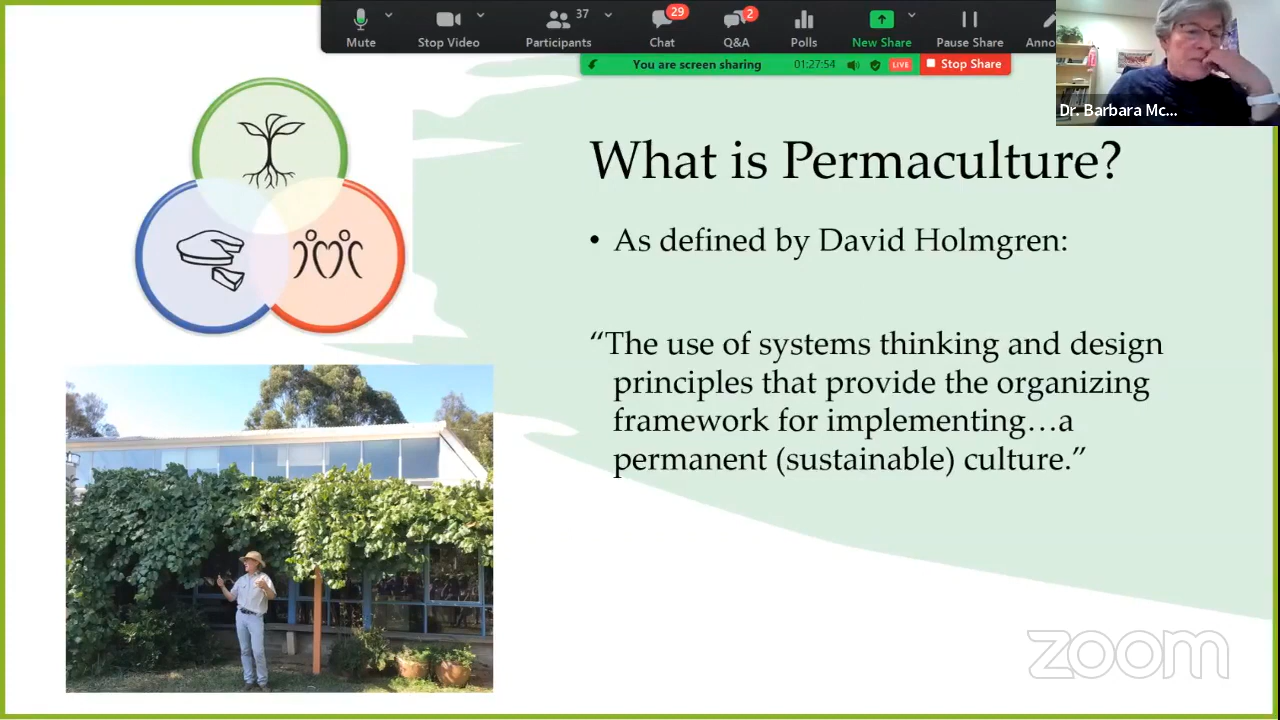 37
29
2
Mute
Stop Video
Participants
Chat
Q&A
Polls
New Share
Pause Share
Anno
You are screen sharing
01:27:54
LIVE
Stop Share
Dr. Barbara Mc...
What is Permaculture?
• As defined by David Holmgren:
“The use of systems thinking and design
principles that provide the organizing
framework for implementing…a
permanent (sustainable) culture.”
zoom